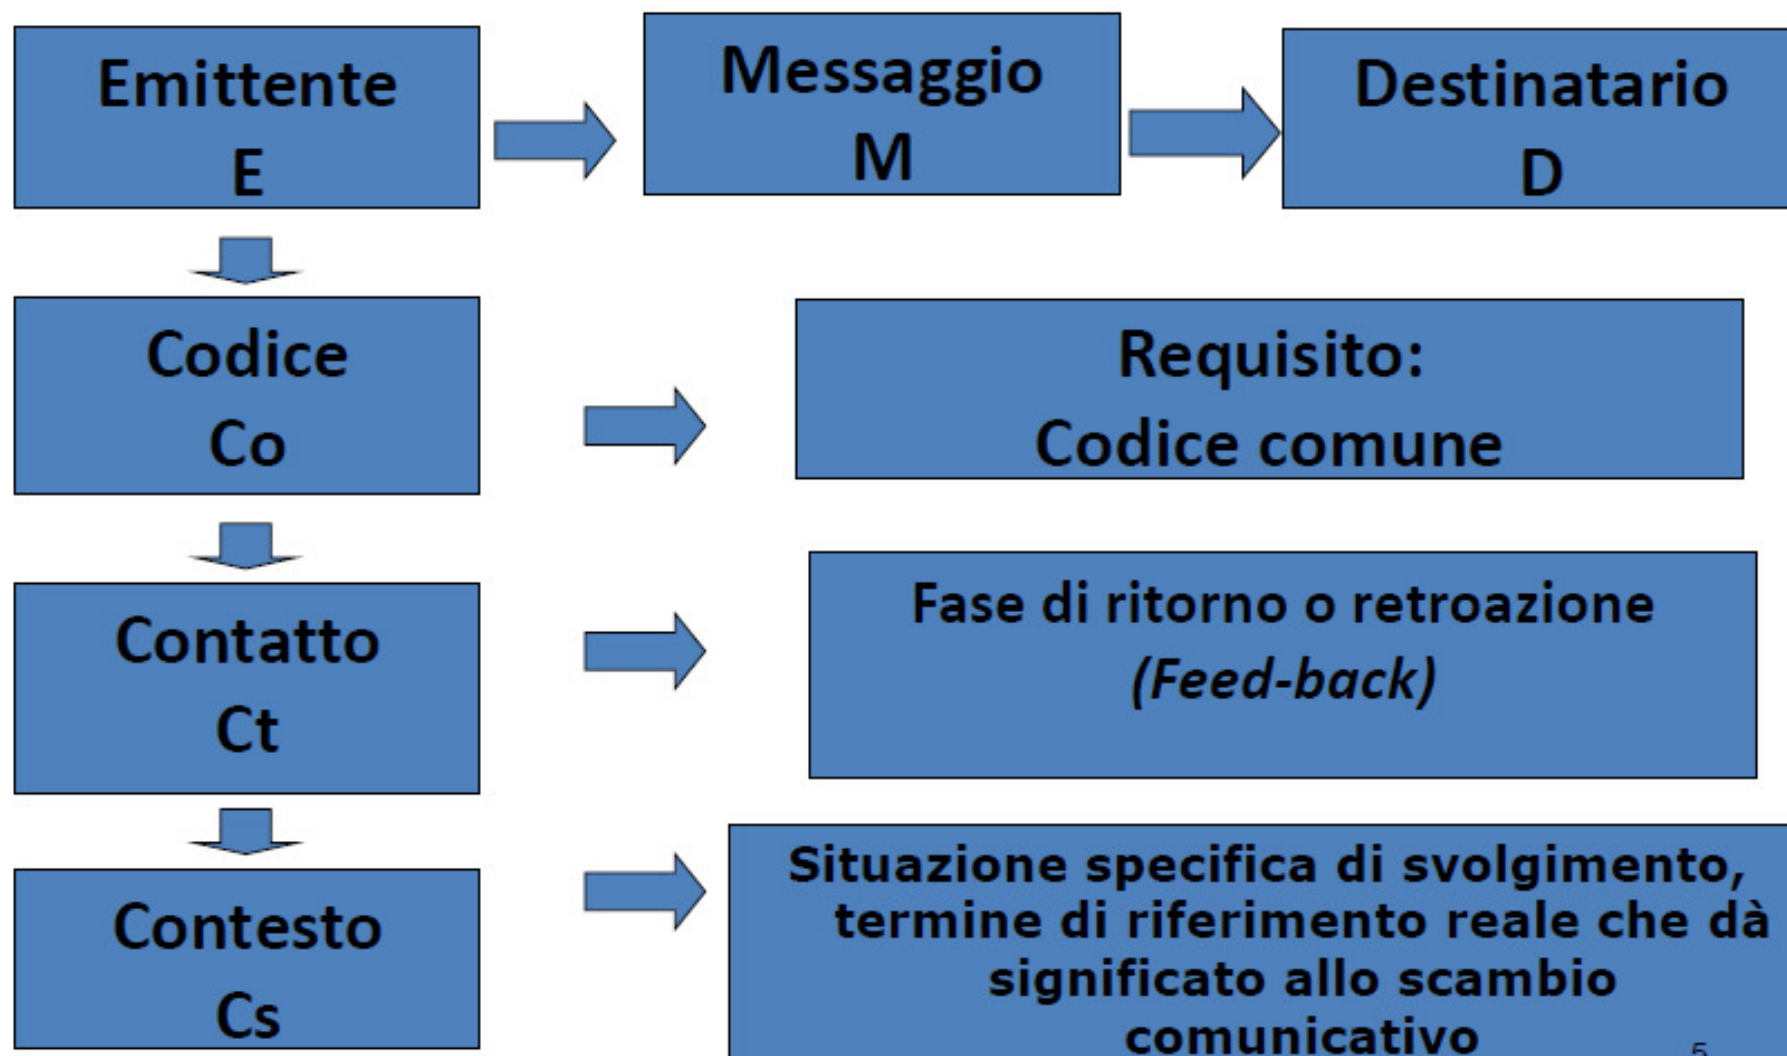 Emittente
E
Messaggio
M
Destinatario
D
Codice
Co
Requisito:
Codice comune
Contatto
Ct
Fase di ritorno o retroazione
(Feed-back)
Contesto
Cs
Situazione specifica di svolgimento,
termine di riferimento reale che dà
significato allo scambio
comunicativo
5